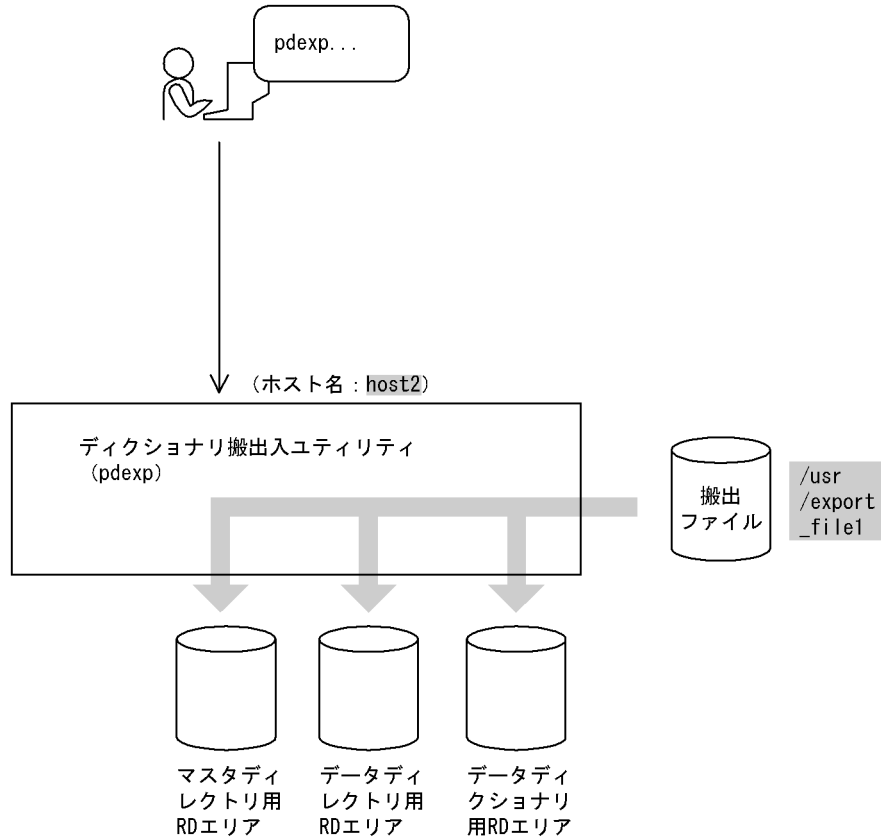 pdexp...
(ホスト名:host2)
ディクショナリ搬出入ユティリティ
(pdexp)
搬出
ファイル
/usr
/export
_file1
マスタディ
レクトリ用
RDエリア
データディ
レクトリ用
RDエリア
データディ
クショナリ
用RDエリア